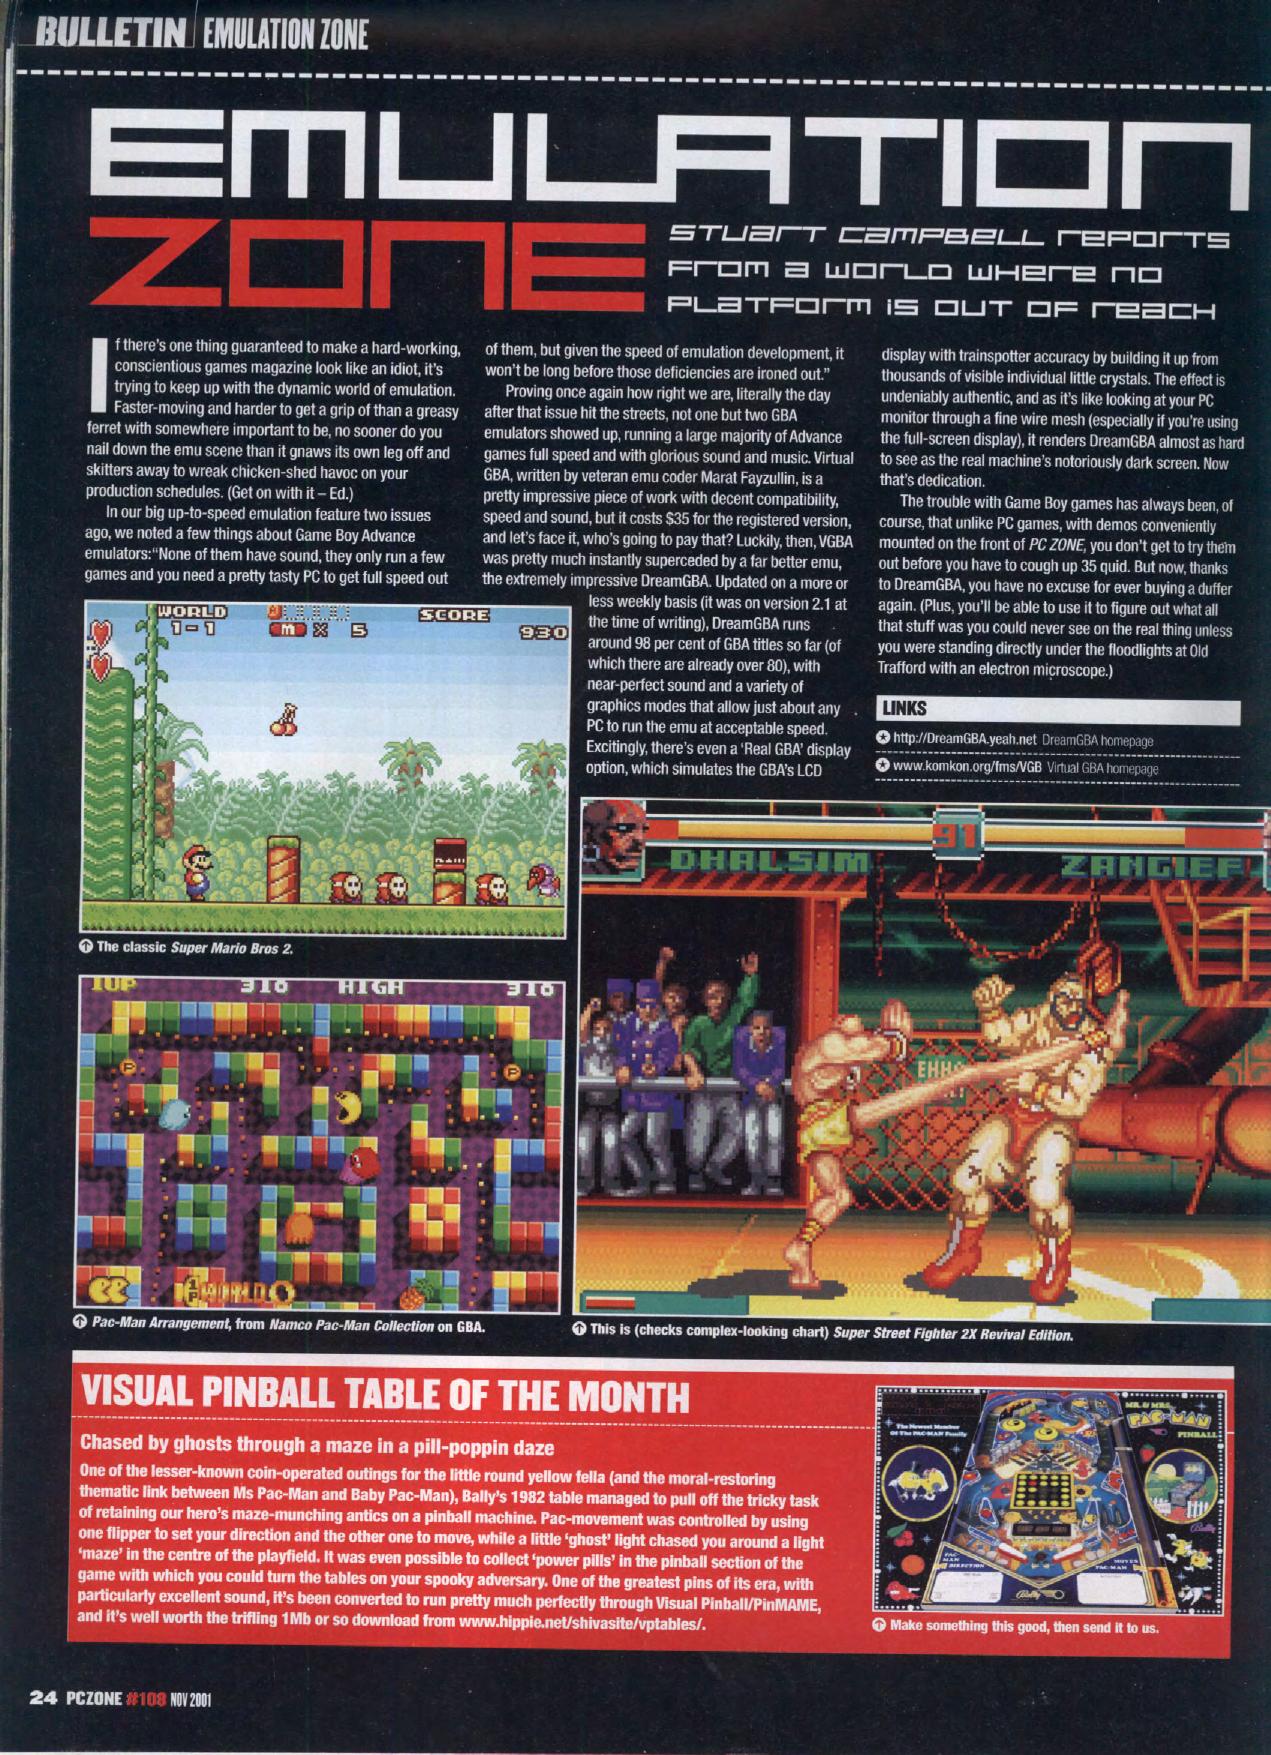 BULLETIN EMULATION ZONE
EMULATION
ZONE
STUART CAMPBELL REPORTS
FROM A WORLD WHERE NO
PLATFORM IS OUT OF REACH
If there's one thing guaranteed to make a hard-working,
conscientious games magazine look like an idiot, it's
trying to keep up with the dynamic world of emulation.
Faster-moving and harder to get a grip of than a greasy
ferret with somewhere important to be, no sooner do you
nail down the emu scene than it gnaws its own leg off and
skitters away to wreak chicken-shed havoc on your
production schedules. (Get on with it – Ed.)
In our big up-to-speed emulation feature two issues
ago, we noted a few things about Game Boy Advance
emulators: "None of them have sound, they only run a few
games and you need a pretty tasty PC to get full speed out
of them, but given the speed of emulation development, it
won't be long before those deficiencies are ironed out."
Proving once again how right we are, literally the day
after that issue hit the streets, not one but two GBA
emulators showed up, running a large majority of Advance
games full speed and with glorious sound and music. Virtual
GBA, written by veteran emu coder Marat Fayzullin, is a
pretty impressive piece of work with decent compatibility,
speed and sound, but it costs $35 for the registered version,
and let's face it, who's going to pay that? Luckily, then, VGBA
was pretty much instantly superceded by a far better emu,
the extremely impressive DreamGBA. Updated on a more or
less weekly basis (it was on version 2.1 at
the time of writing), DreamGBA runs
around 98 per cent of GBA titles so far (of
which there are already over 80), with
near-perfect sound and a variety of
graphics modes that allow just about any
PC to run the emu at acceptable speed.
Excitingly, there's even a 'Real GBA' display
option, which simulates the GBA's LCD
display with trainspotter accuracy by building it up from
thousands of visible individual little crystals. The effect is
undeniably authentic, and as it's like looking at your PC
monitor through a fine wire mesh (especially if you're using
the full-screen display), it renders DreamGBA almost as hard
to see as the real machine's notoriously dark screen. Now
that's dedication.
The trouble with Game Boy games has always been, of
course, that unlike PC games, with demos conveniently
mounted on the front of PC ZONE, you don't get to try them
out before you have to cough up 35 quid. But now, thanks
to DreamGBA, you have no excuse for ever buying a duffer
again. (Plus, you'll be able to use it to figure out what all
that stuff was you could never see on the real thing unless
you were standing directly under the floodlights at Old
Trafford with an electron microscope.)
LINKS
http://DreamGBA.yeah.net DreamGBA homepage
www.komkon.org/fms/VGB Virtual GBA homepage
WORLD SCORE
1-1 M X 5 930
The classic Super Mario Bros 2.
1UP 310 HIGH 310
P P
1P WORLD
Pac-Man Arrangement, from Namco Pac-Man Collection on GBA.
91
DHALSIM ZANGIEF
This is (checks complex-looking chart) Super Street Fighter 2X Revival Edition.
VISUAL PINBALL TABLE OF THE MONTH
Chased by ghosts through a maze in a pill-poppin daze
One of the lesser-known coin-operated outings for the little round yellow fella (and the moral-restoring
thematic link between Ms Pac-Man and Baby Pac-Man), Bally's 1982 table managed to pull off the tricky task
of retaining our hero's maze-munching antics on a pinball machine. Pac-movement was controlled by using
one flipper to set your direction and the other one to move, while a little 'ghost' light chased you around a light
'maze' in the centre of the playfield. It was even possible to collect 'power pills' in the pinball section of the
game with which you could turn the tables on your spooky adversary. One of the greatest pins of its era, with
particularly excellent sound, it's been converted to run pretty much perfectly through Visual Pinball/PinMAME,
and it's well worth the trifling 1Mb or so download from www.hippie.net/shivasite/vptables/.
The Newest Member
Of The PAC-MAN Family
MR. & MRS.
PAC-MAN
PINBALL
Bally
PAC-MAN
DIRECTION
MOVES
PAC-MAN
Bally
Make something this good, then send it to us.
24 PCZONE #108 NOV 2001